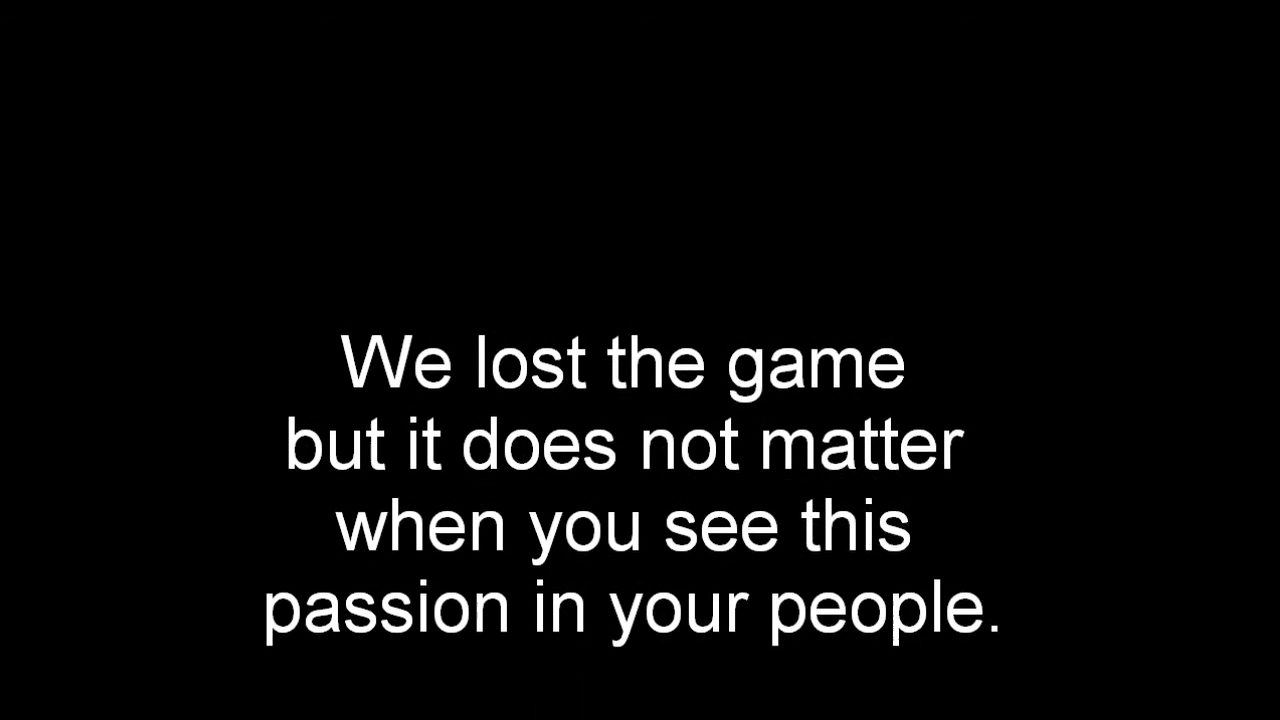 We lost the game
but it does not matter
when you see this
passion in your people.